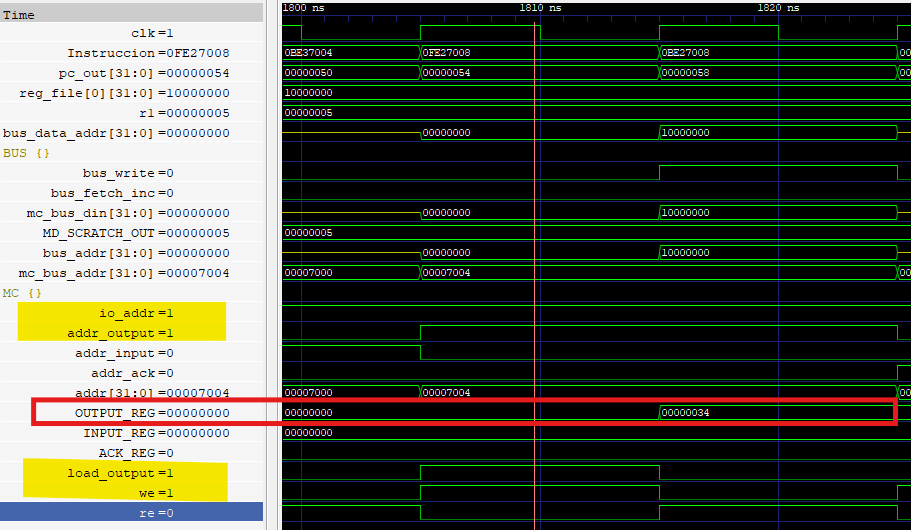 Time 1800 ns 1810 ns 1820 ns
clk=1
Instruccion=0FE27008 0BE37004 0FE27008 0BE27008 00
pc_out[31:0]=00000054 00000050 00000054 00000058 00
reg_file[0][31:0]=10000000 10000000
r1=00000005 00000005
bus_data_addr[31:0]=00000000 00000000 10000000
BUS {}
bus_write=0
bus_fetch_inc=0
mc_bus_din[31:0]=00000000 00000000 10000000
MD_SCRATCH_OUT=00000005 00000005
bus_addr[31:0]=00000000 00000000 10000000
mc_bus_addr[31:0]=00007004 00007000 00007004 00
MC {}
io_addr=1
addr_output=1
addr_input=0
addr_ack=0
addr[31:0]=00007004 00007000 00007004 00
OUTPUT_REG=00000000 00000000 00000034
INPUT_REG=00000000 00000000
ACK_REG=0
load_output=1
we=1
re=0